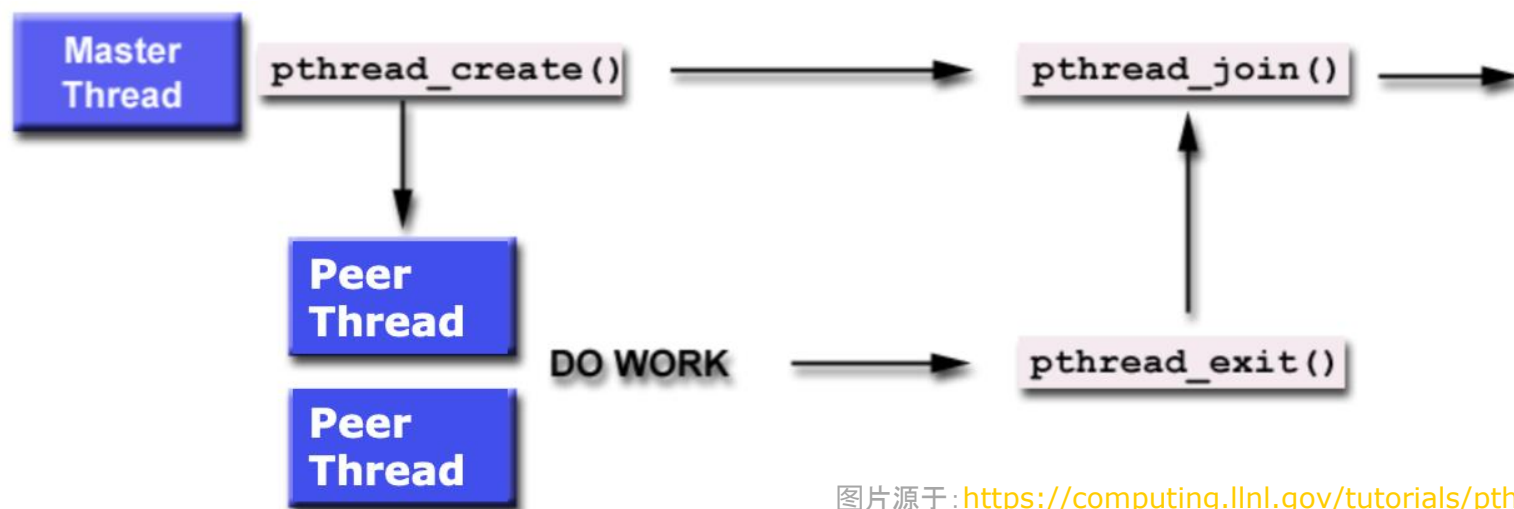 Master
Thread
pthread_create()
pthread_join()
Peer
Thread
DO WORK
pthread_exit()
Peer
Thread
图片源于:https://computing.llnl.gov/tutorials/pth